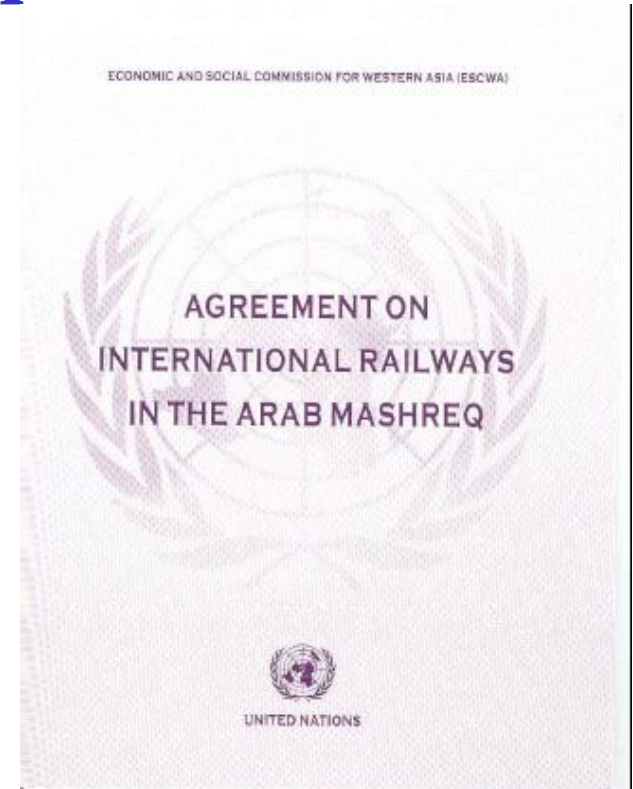 ECONOMIC AND SOCIAL COMMISSION FOR WESTERN ASIA (ESCWA)
AGREEMENT ON
INTERNATIONAL RAILWAYS
IN THE ARAB MASHREQ
UNITED NATIONS